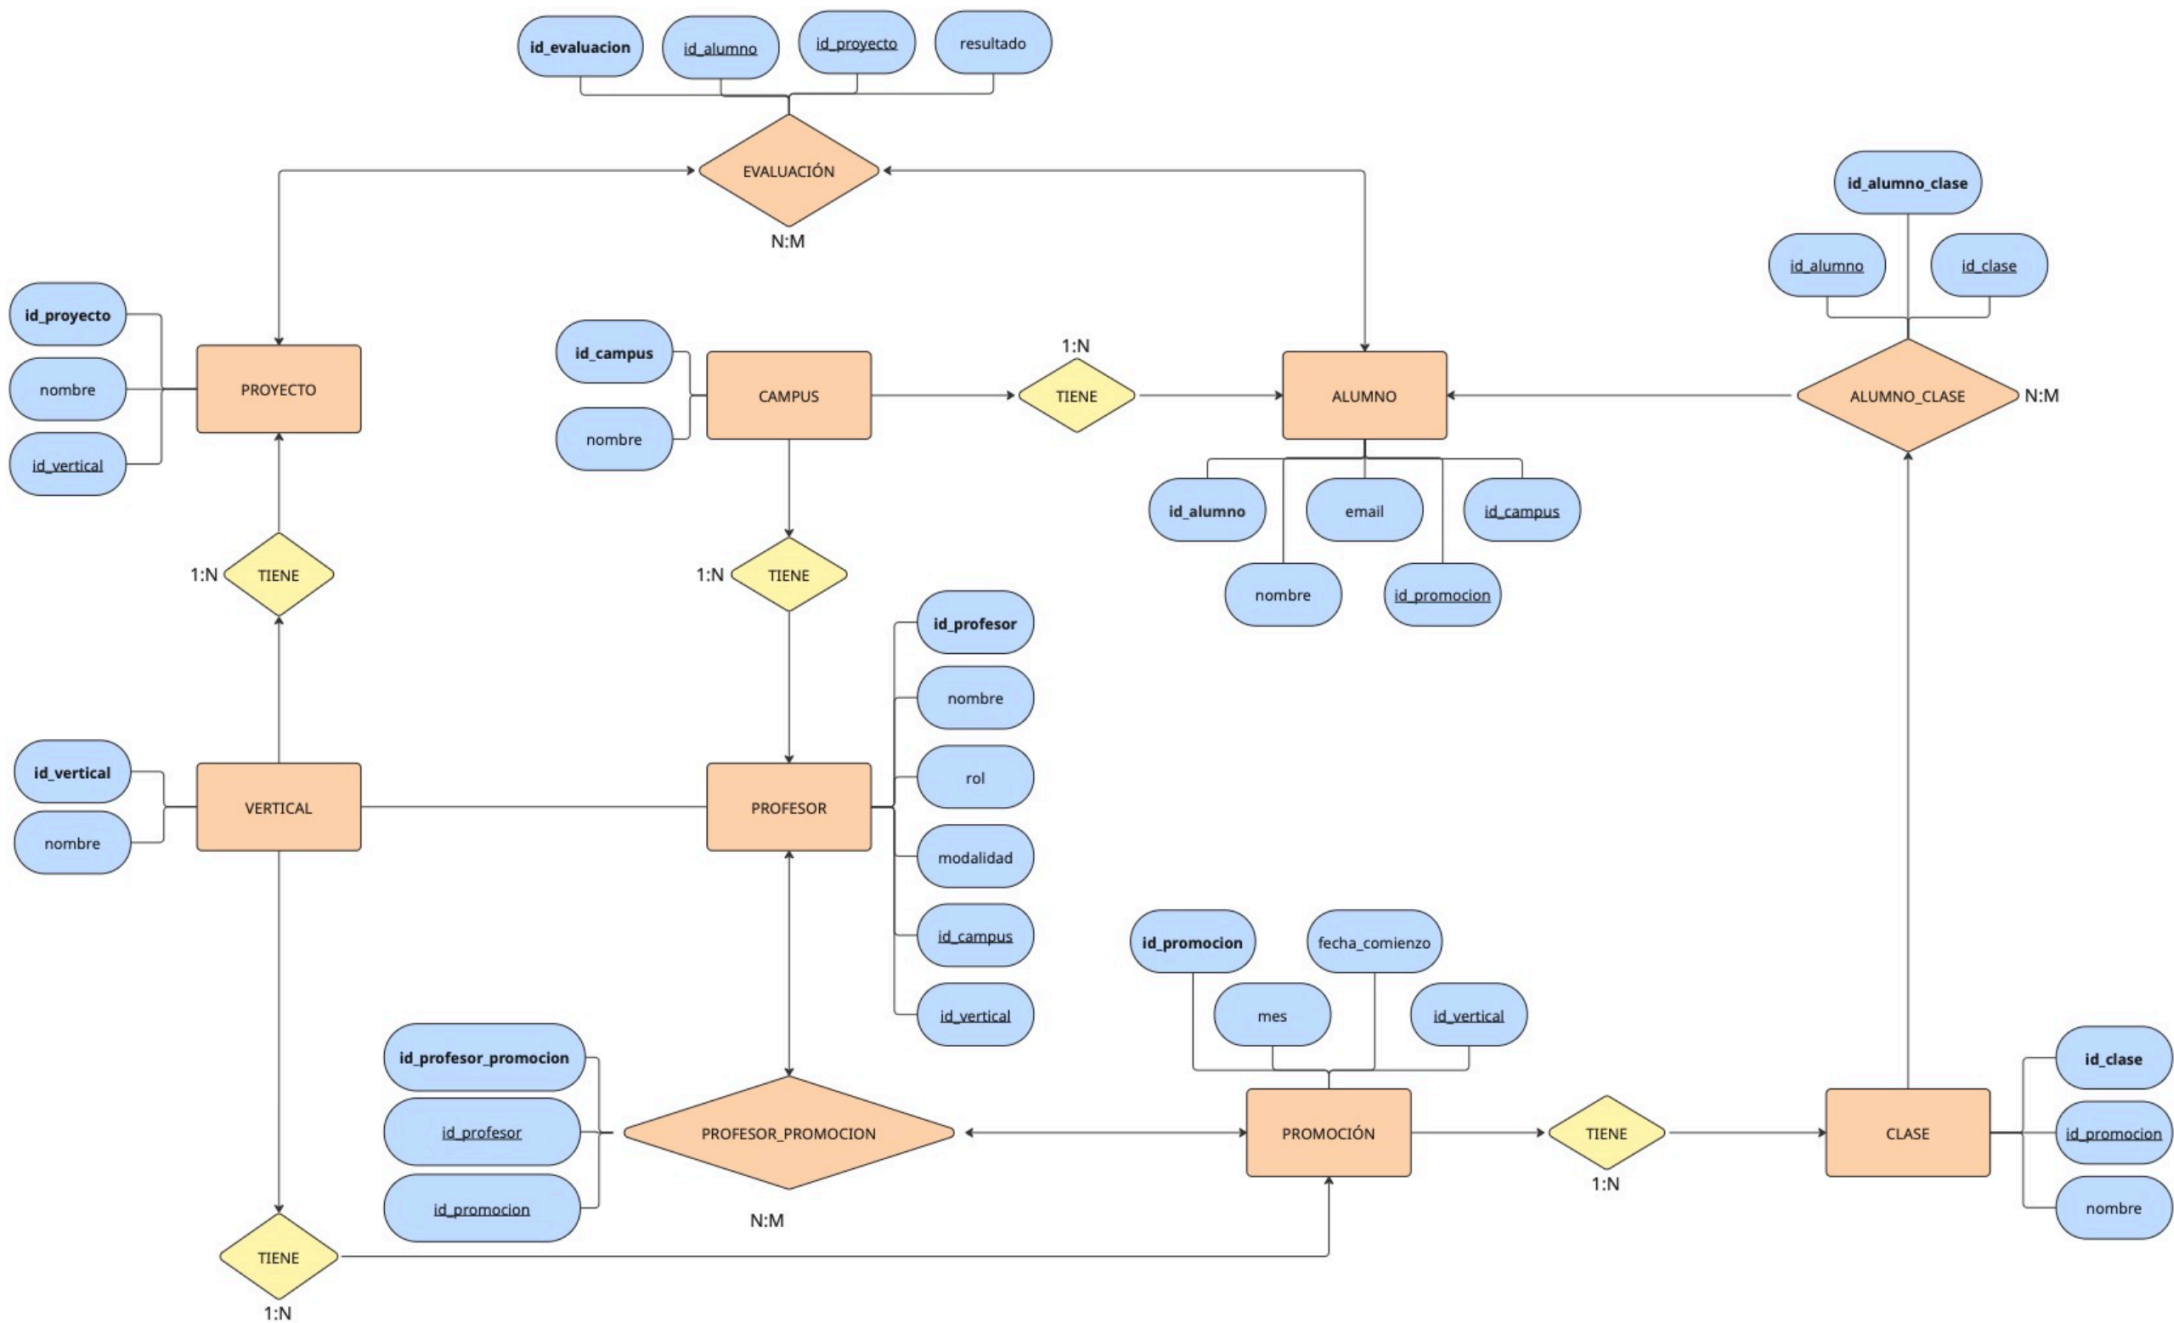 id_evaluacion
id_alumno
id_proyecto
resultado
EVALUACIÓN
N:M
id_alumno_clase
id_alumno
id_clase
ALUMNO_CLASE
N:M
id_proyecto
nombre
id_vertical
PROYECTO
id_campus
nombre
CAMPUS
1:N
TIENE
ALUMNO
id_alumno
email
id_campus
nombre
id_promocion
1:N
TIENE
1:N
TIENE
id_profesor
nombre
rol
modalidad
id_campus
id_vertical
id_vertical
nombre
VERTICAL
PROFESOR
id_promocion
fecha_comienzo
mes
id_vertical
id_profesor_promocion
id_profesor
id_promocion
PROFESOR_PROMOCION
N:M
PROMOCIÓN
TIENE
1:N
CLASE
id_clase
id_promocion
nombre
TIENE
1:N